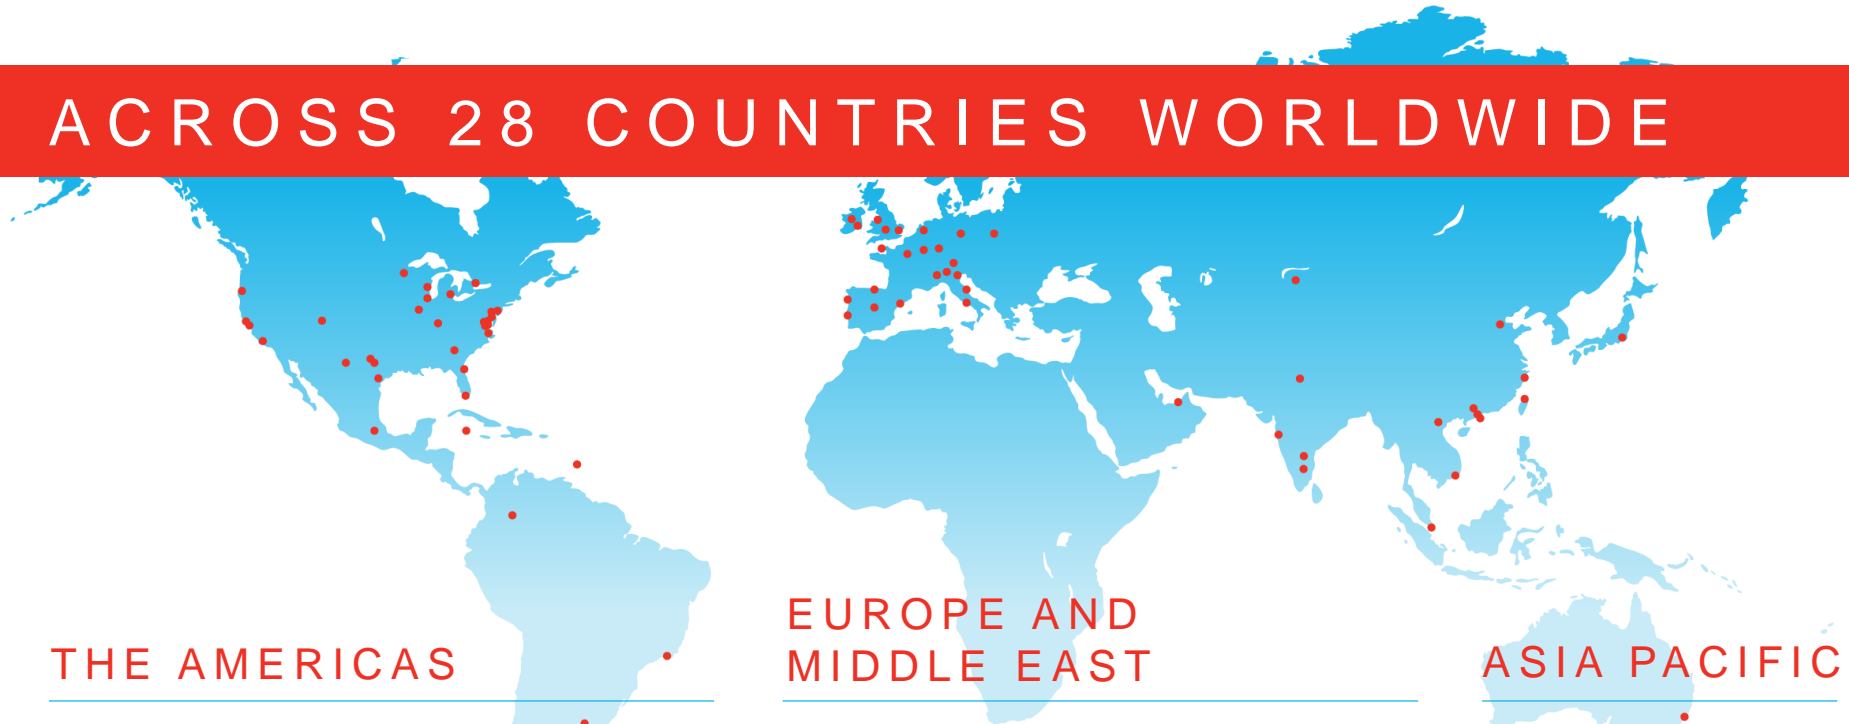 ACROSS 28 COUNTRIES WORLDWIDE
THE AMERICAS
EUROPE AND
MIDDLE EAST
ASIA PACIFIC